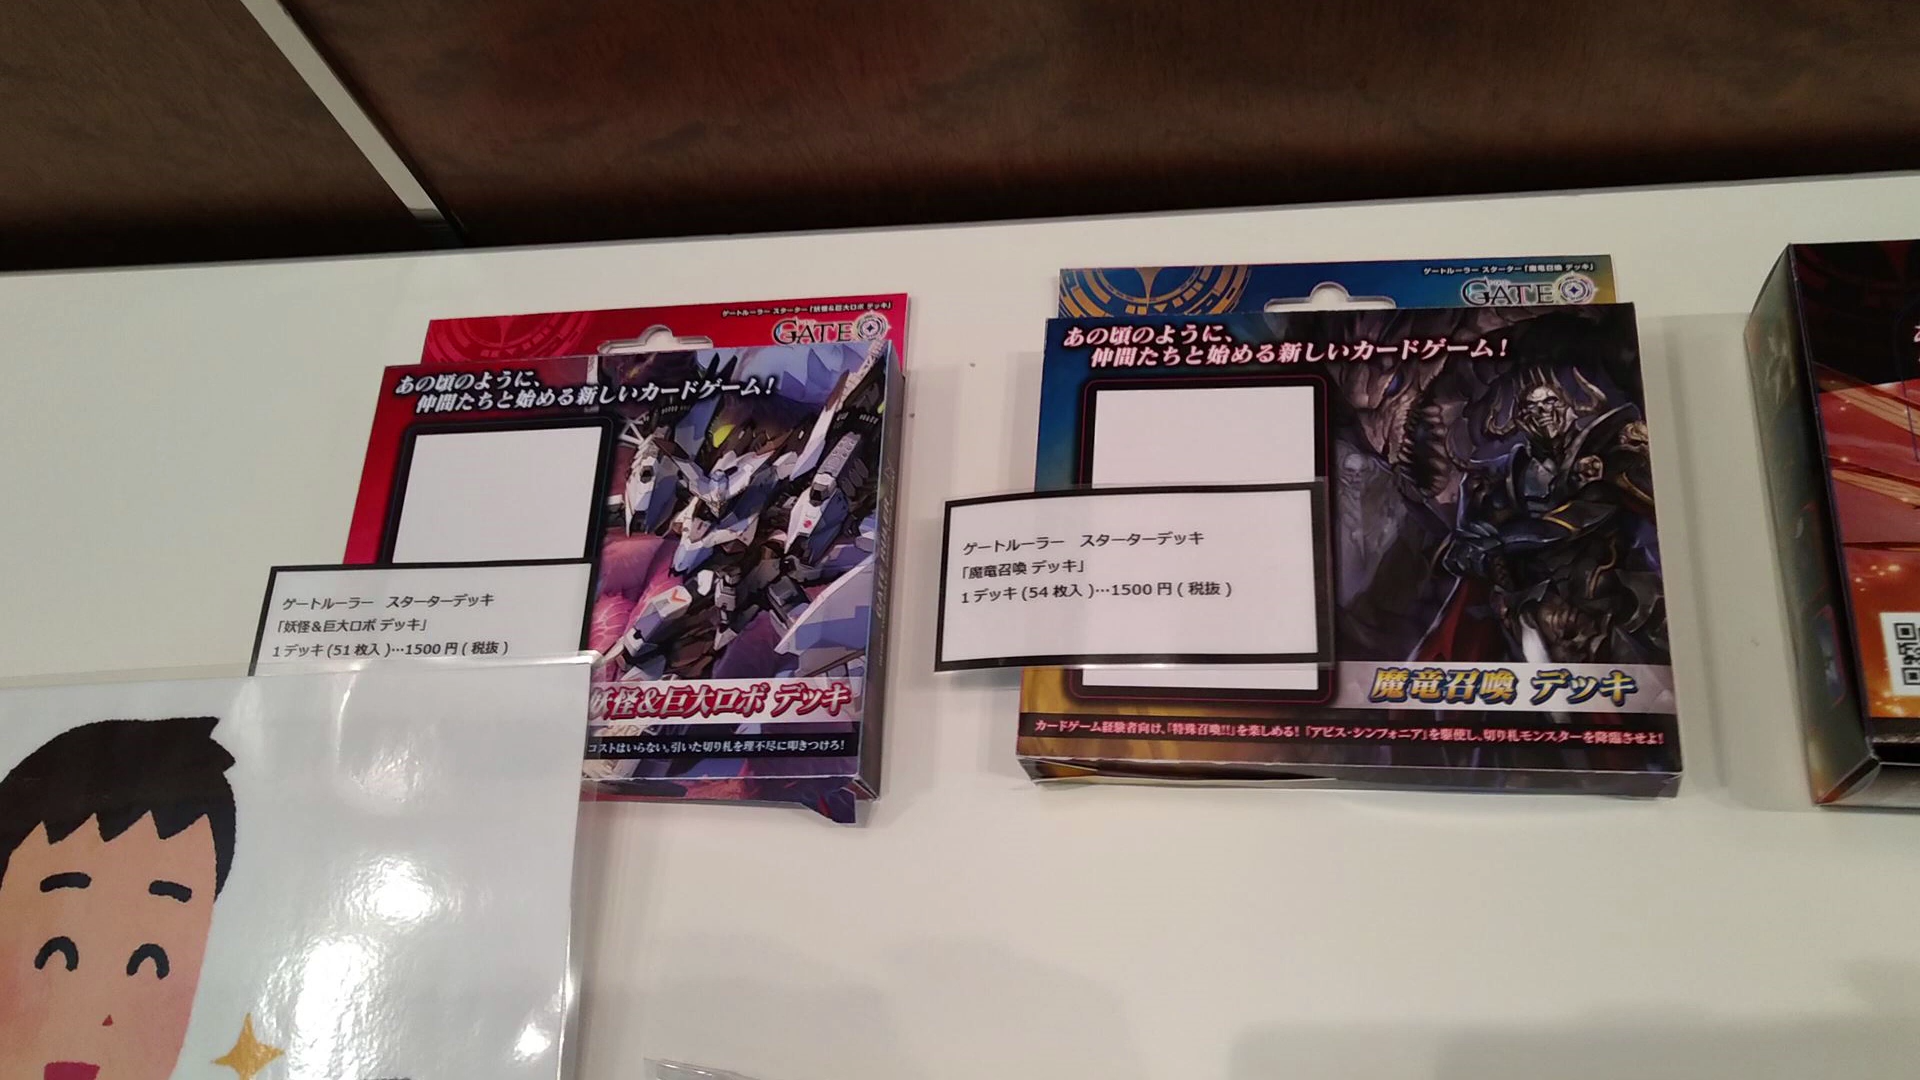 ゲートルーラー スターター「妖怪&巨大ロボ デッキ」
GATE
あの頃のように、
仲間たちと始める新しいカードゲーム！
ゲートルーラー　スターターデッキ
「妖怪&巨大ロボ デッキ」
1デッキ(51枚入)…1500円(税抜)
妖怪&巨大ロボ デッキ
コストはいらない。引いた切り札を理不尽に叩きつけろ!
ゲートルーラー スターター「魔竜召喚 デッキ」
GATE
あの頃のように、
仲間たちと始める新しいカードゲーム！
ゲートルーラー　スターターデッキ
「魔竜召喚 デッキ」
1デッキ(54枚入)…1500円(税抜)
魔竜召喚 デッキ
カードゲーム経験者向け、「特殊召喚!!」を楽しめる!『アビス・シンフォニア』を駆使し、切り札モンスターを降臨させよ!